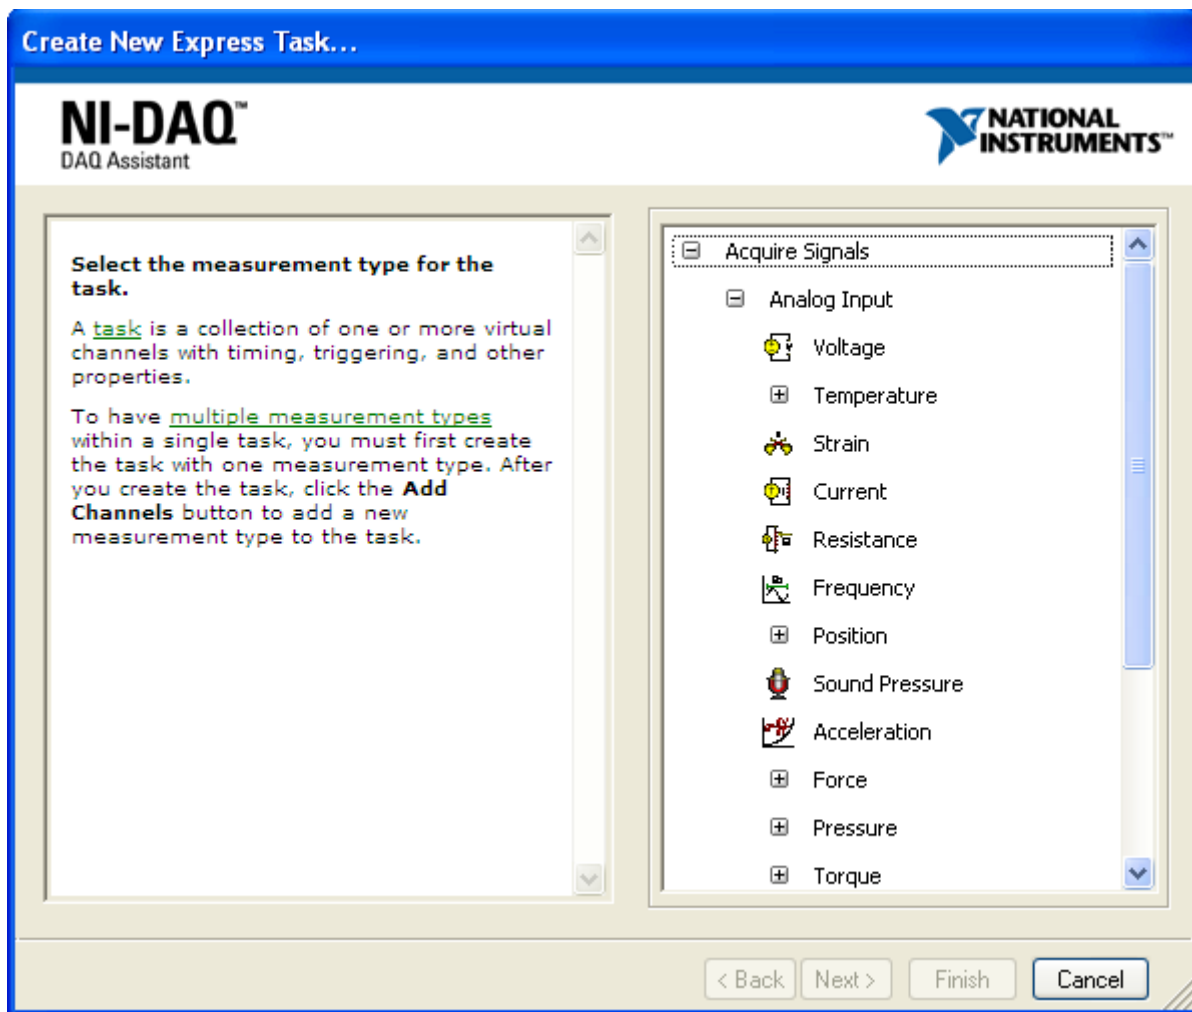 Create New Express Task...
NI-DAQ™
DAQ Assistant
NATIONAL
INSTRUMENTS™
Select the measurement type for the
task.
A task is a collection of one or more virtual
channels with timing, triggering, and other
properties.
To have multiple measurement types
within a single task, you must first create
the task with one measurement type. After
you create the task, click the Add
Channels button to add a new
measurement type to the task.
Acquire Signals
Analog Input
Voltage
Temperature
Strain
Current
Resistance
Frequency
Position
Sound Pressure
Acceleration
Force
Pressure
Torque
< Back
Next >
Finish
Cancel